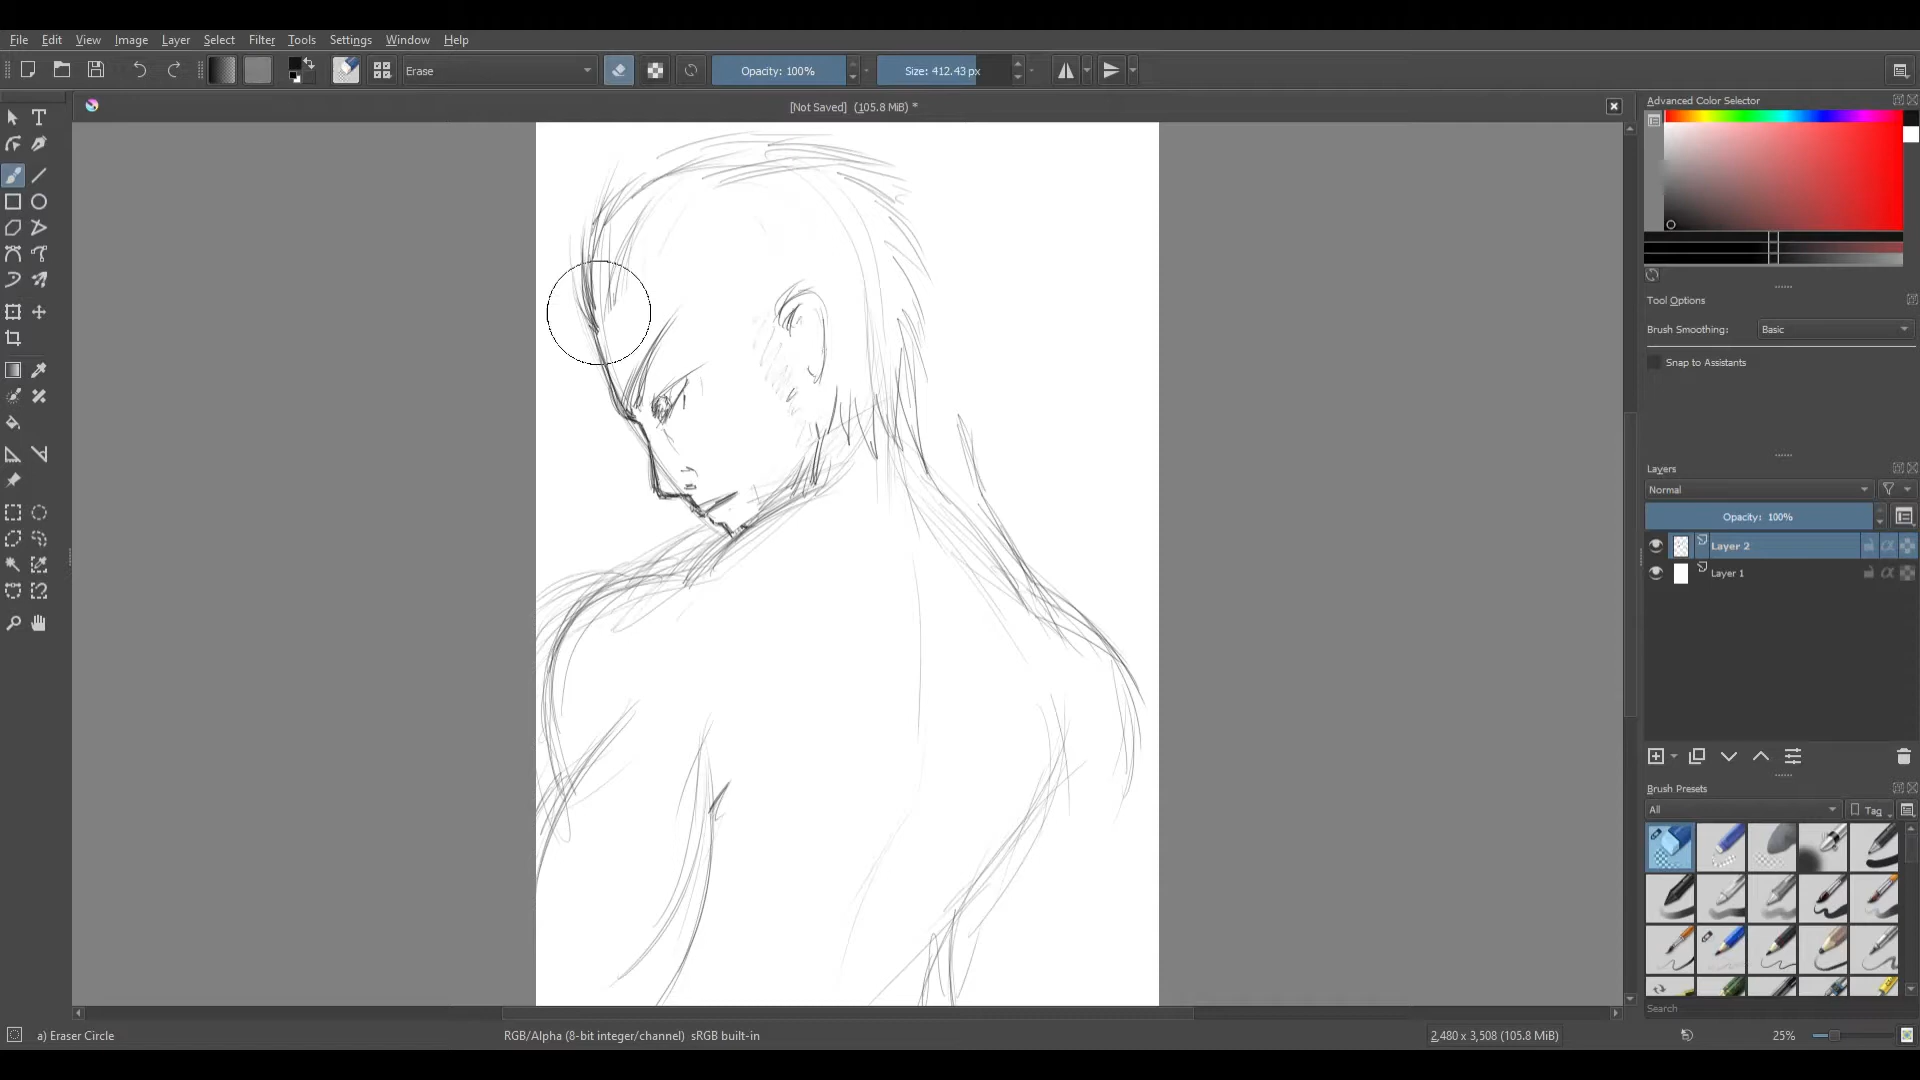 File Edit View Image Layer Select Filter Tools Settings Window Help
Erase Opacity: 100% Size: 412.43 px
[Not Saved] (105.8 MiB) *
Advanced Color Selector
Tool Options
Brush Smoothing: Basic
Snap to Assistants
Layers
Normal
Opacity: 100%
Layer 2
Layer 1
Brush Presets
All Tag
Search
a) Eraser Circle RGB/Alpha (8-bit integer/channel) sRGB built-in 2,480 x 3,508 (105.8 MiB) 25%